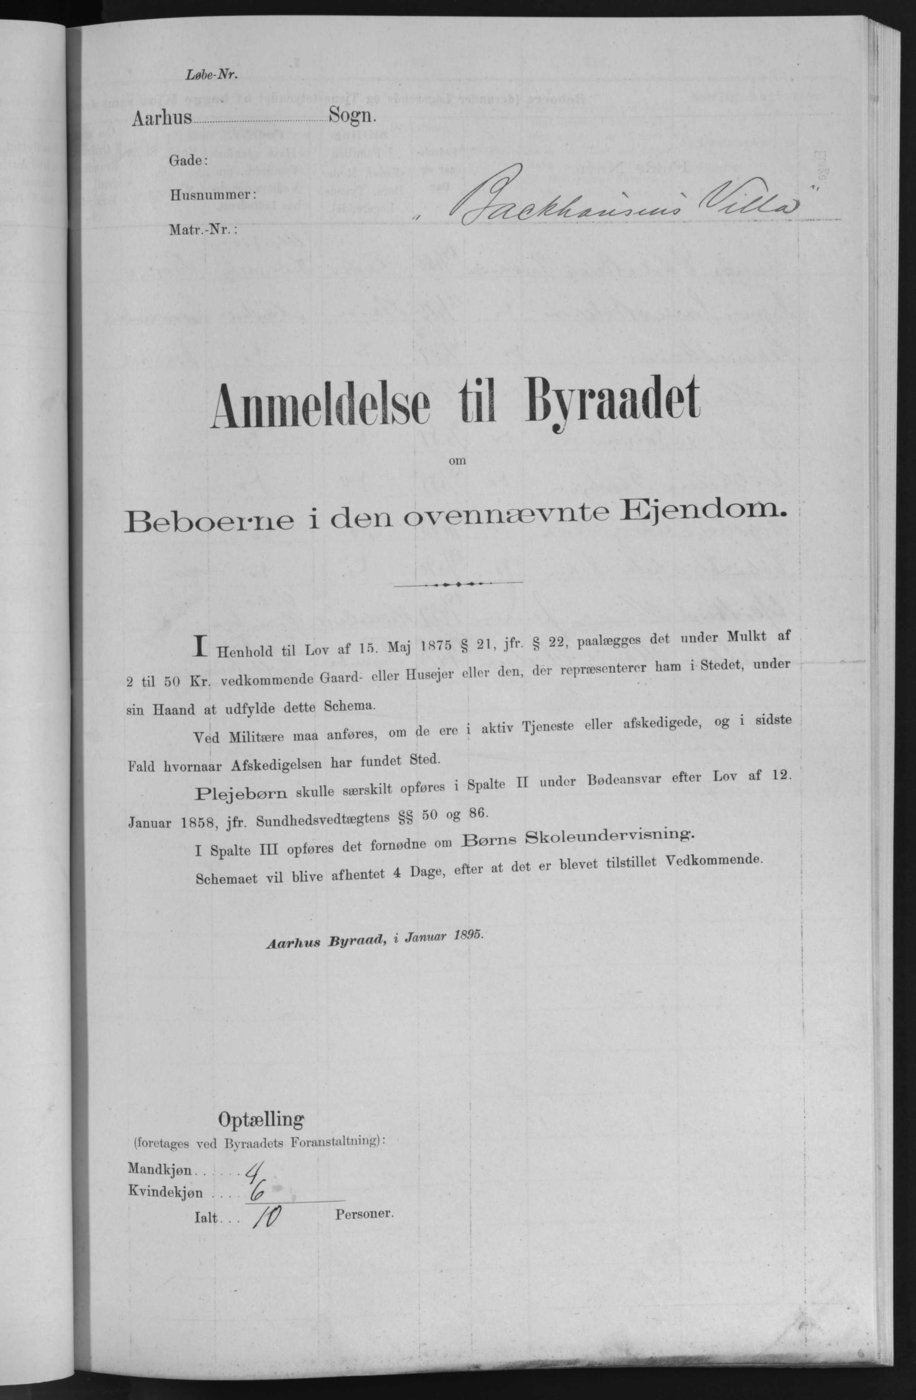 Løbe-Nr.
Aarhus Sogn.
Gade:
Husnummer:
„Backhausens Villa"
Matr.-Nr.:
Anmeldelse til Byraadet
om
Beboerne i den ovennævnte Ejendom.
I Henhold til Lov af 15. Maj 1875 § 21, jfr. § 22, paalægges det under Mulkt af
2 til 50 Kr. vedkommende Gaard- eller Husejer eller den, der repræsenterer ham i Stedet, under
sin Haand at udfylde dette Schema.
Ved Militære maa anføres, om de ere i aktiv Tjeneste eller afskedigede, og i sidste
Fald hvornaar Afskedigelsen har fundet Sted.
Plejebørn skulle særskilt opføres i Spalte II under Bødeansvar efter Lov af 12.
Januar 1858, jfr. Sundhedsvedtægtens §§ 50 og 86.
I Spalte III opføres det fornødne om Børns Skoleundervisning.
Schemaet vil blive afhentet 4 Dage, efter at det er blevet tilstillet Vedkommende.
Aarhus Byraad, i Januar 1895.
Optælling
(foretages ved Byraadets Foranstaltning):
Mandkjøn...... 4
Kvindekjøn .... 6
Ialt... 10 Personer.